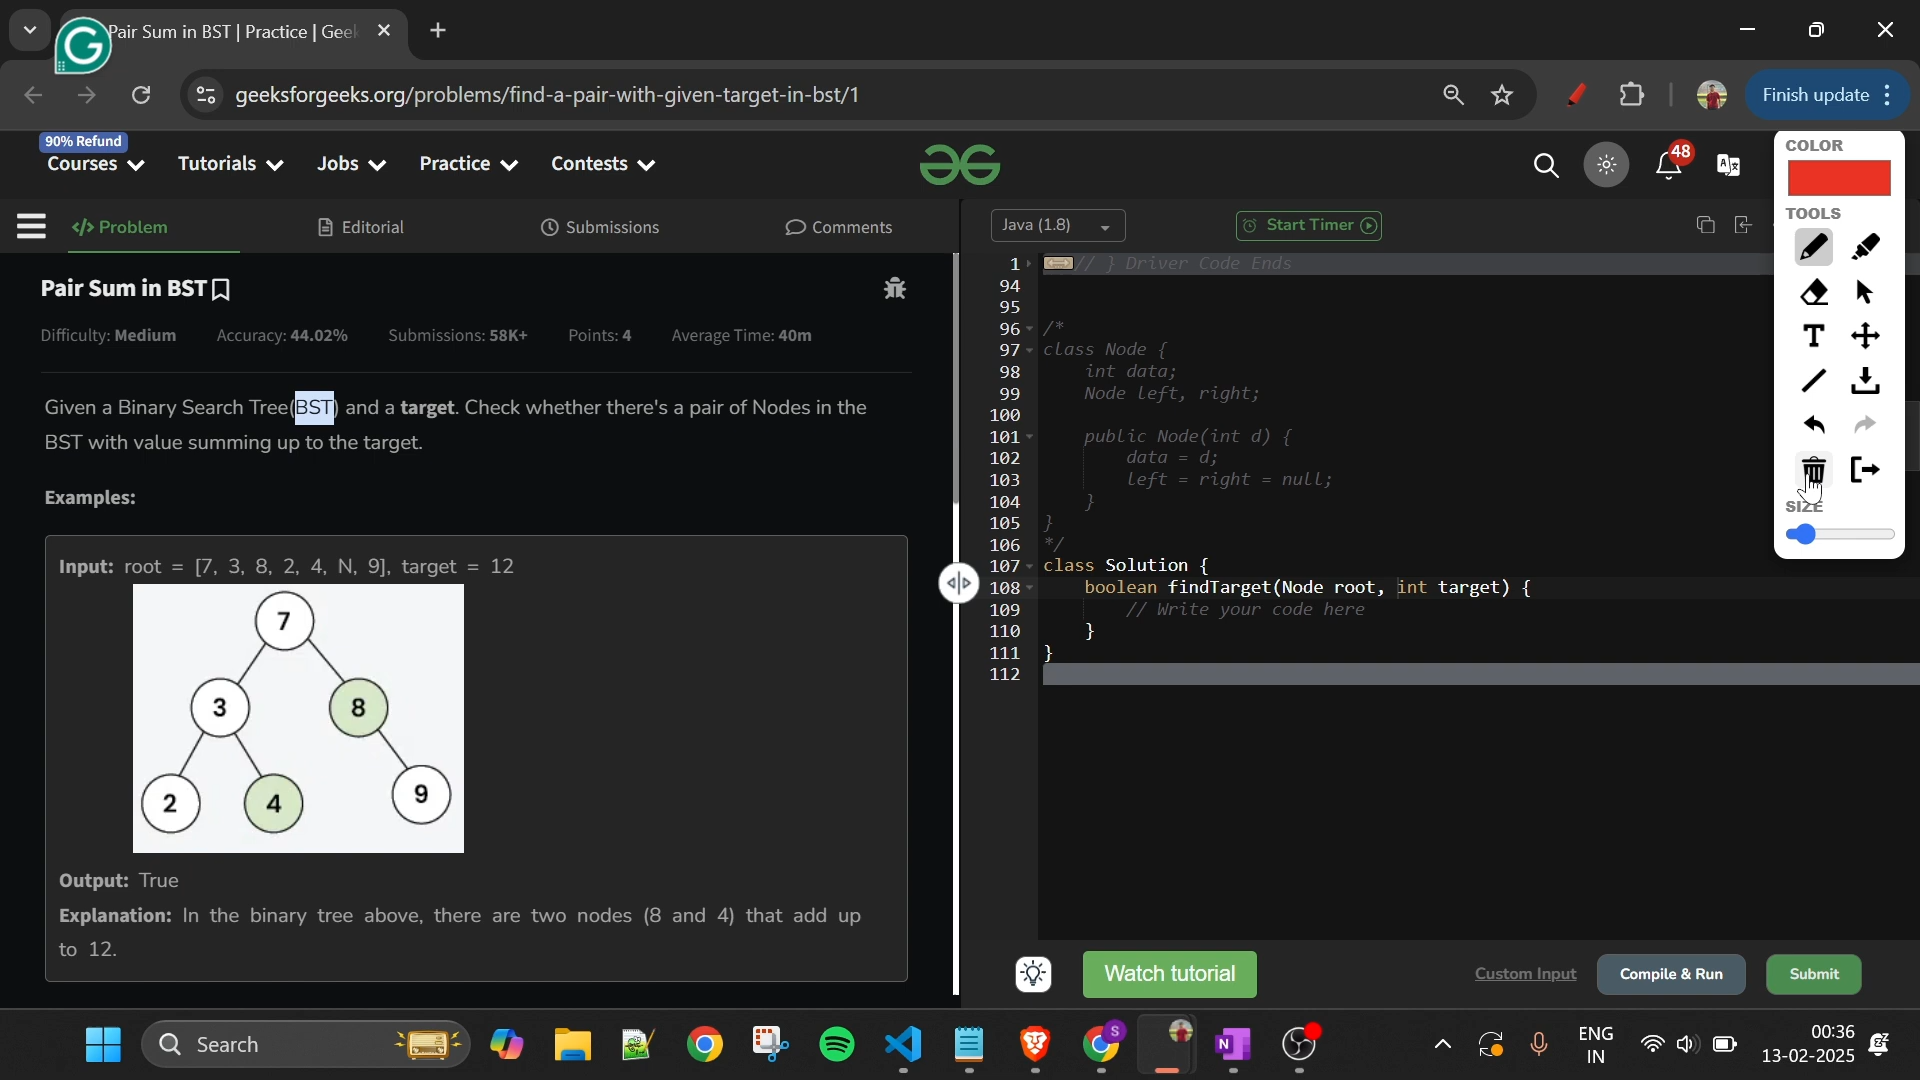 Pair Sum in BST | Practice | Geek
geeksforgeeks.org/problems/find-a-pair-with-given-target-in-bst/1
Finish update
90% Refund
Courses
Tutorials
Jobs
Practice
Contests
48
COLOR
TOOLS
SIZE
</> Problem
Editorial
Submissions
Comments
Java (1.8)
Start Timer
Pair Sum in BST
Difficulty: Medium Accuracy: 44.02% Submissions: 58K+ Points: 4 Average Time: 40m
Given a Binary Search Tree(BST) and a target. Check whether there's a pair of Nodes in the
BST with value summing up to the target.
Examples:
Input: root = [7, 3, 8, 2, 4, N, 9], target = 12
7
3 8
2 4 9
Output: True
Explanation: In the binary tree above, there are two nodes (8 and 4) that add up
to 12.
1 // } Driver Code Ends
94
95
96 /*
97 class Node {
98 int data;
99 Node left, right;
100
101 public Node(int d) {
102 data = d;
103 left = right = null;
104 }
105 }
106 */
107 class Solution {
108 boolean findTarget(Node root, int target) {
109 // Write your code here
110 }
111 }
112
Watch tutorial
Custom Input
Compile & Run
Submit
Search
ENG
IN
00:36
13-02-2025